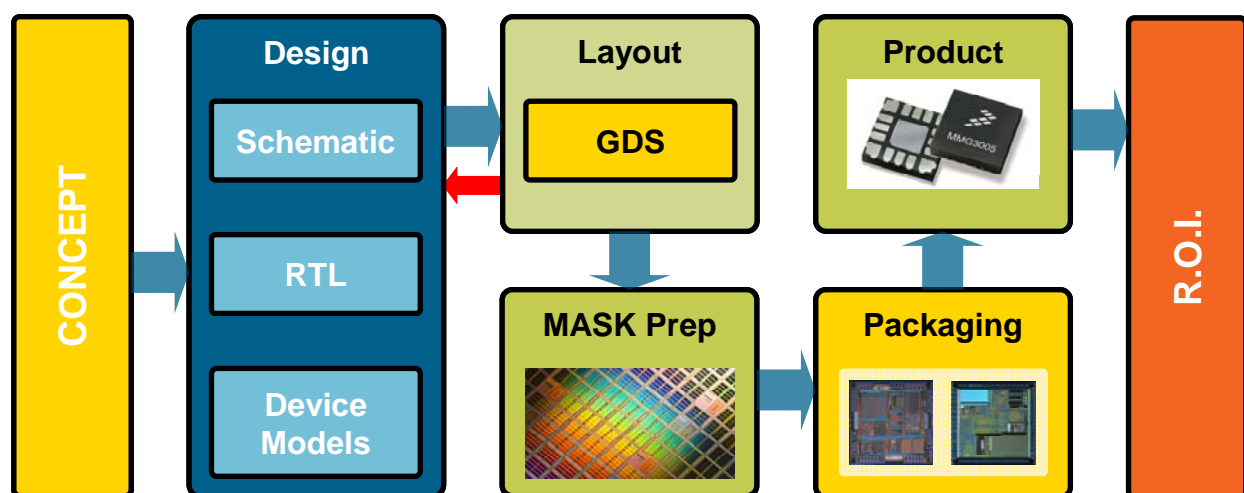 CONCEPT
Design
Schematic
RTL
Device
Models
Layout
GDS
MASK Prep
Packaging
Product
MMG3005
R.O.I.